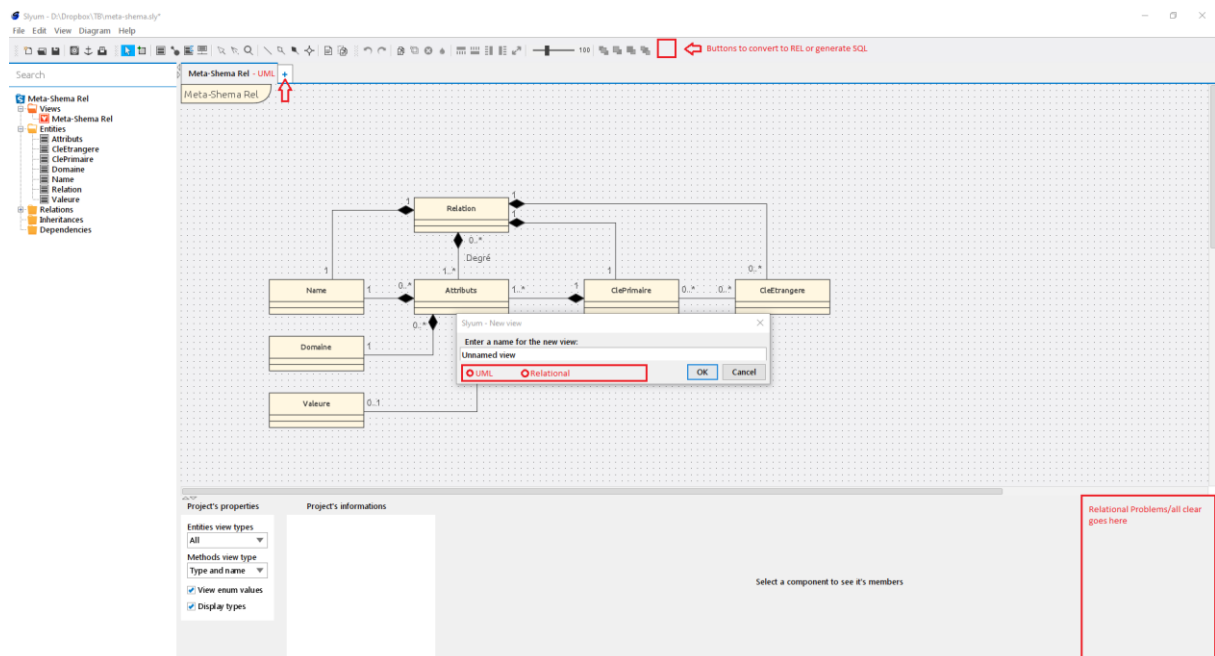 Slyum - D:\Dropbox\TB\meta-shema.sly*
File Edit View Diagram Help
100
Buttons to convert to REL or generate SQL
Search
Meta-Shema Rel - UML +
Meta-Shema Rel
Meta-Shema Rel
Views
Meta-Shema Rel
Entities
Attributs
CleEtrangere
ClePrimaire
Domaine
Name
Relation
Valeure
Relations
Inheritances
Dependencies
1 Relation 1
1
1
0..*
Degré
1 1..* 1 0..*
Name 1 0..* Attributs 1..* 1 ClePrimaire 0..* 0..* CleEtrangere
0..*
Domaine 1
Valeure 0..1
Slyum - New view
Enter a name for the new view:
Unnamed view
UML Relational OK Cancel
Project's properties Project's informations
Entities view types
All
Methods view type
Type and name
View enum values
Display types
Select a component to see it's members
Relational Problems/all clear
goes here